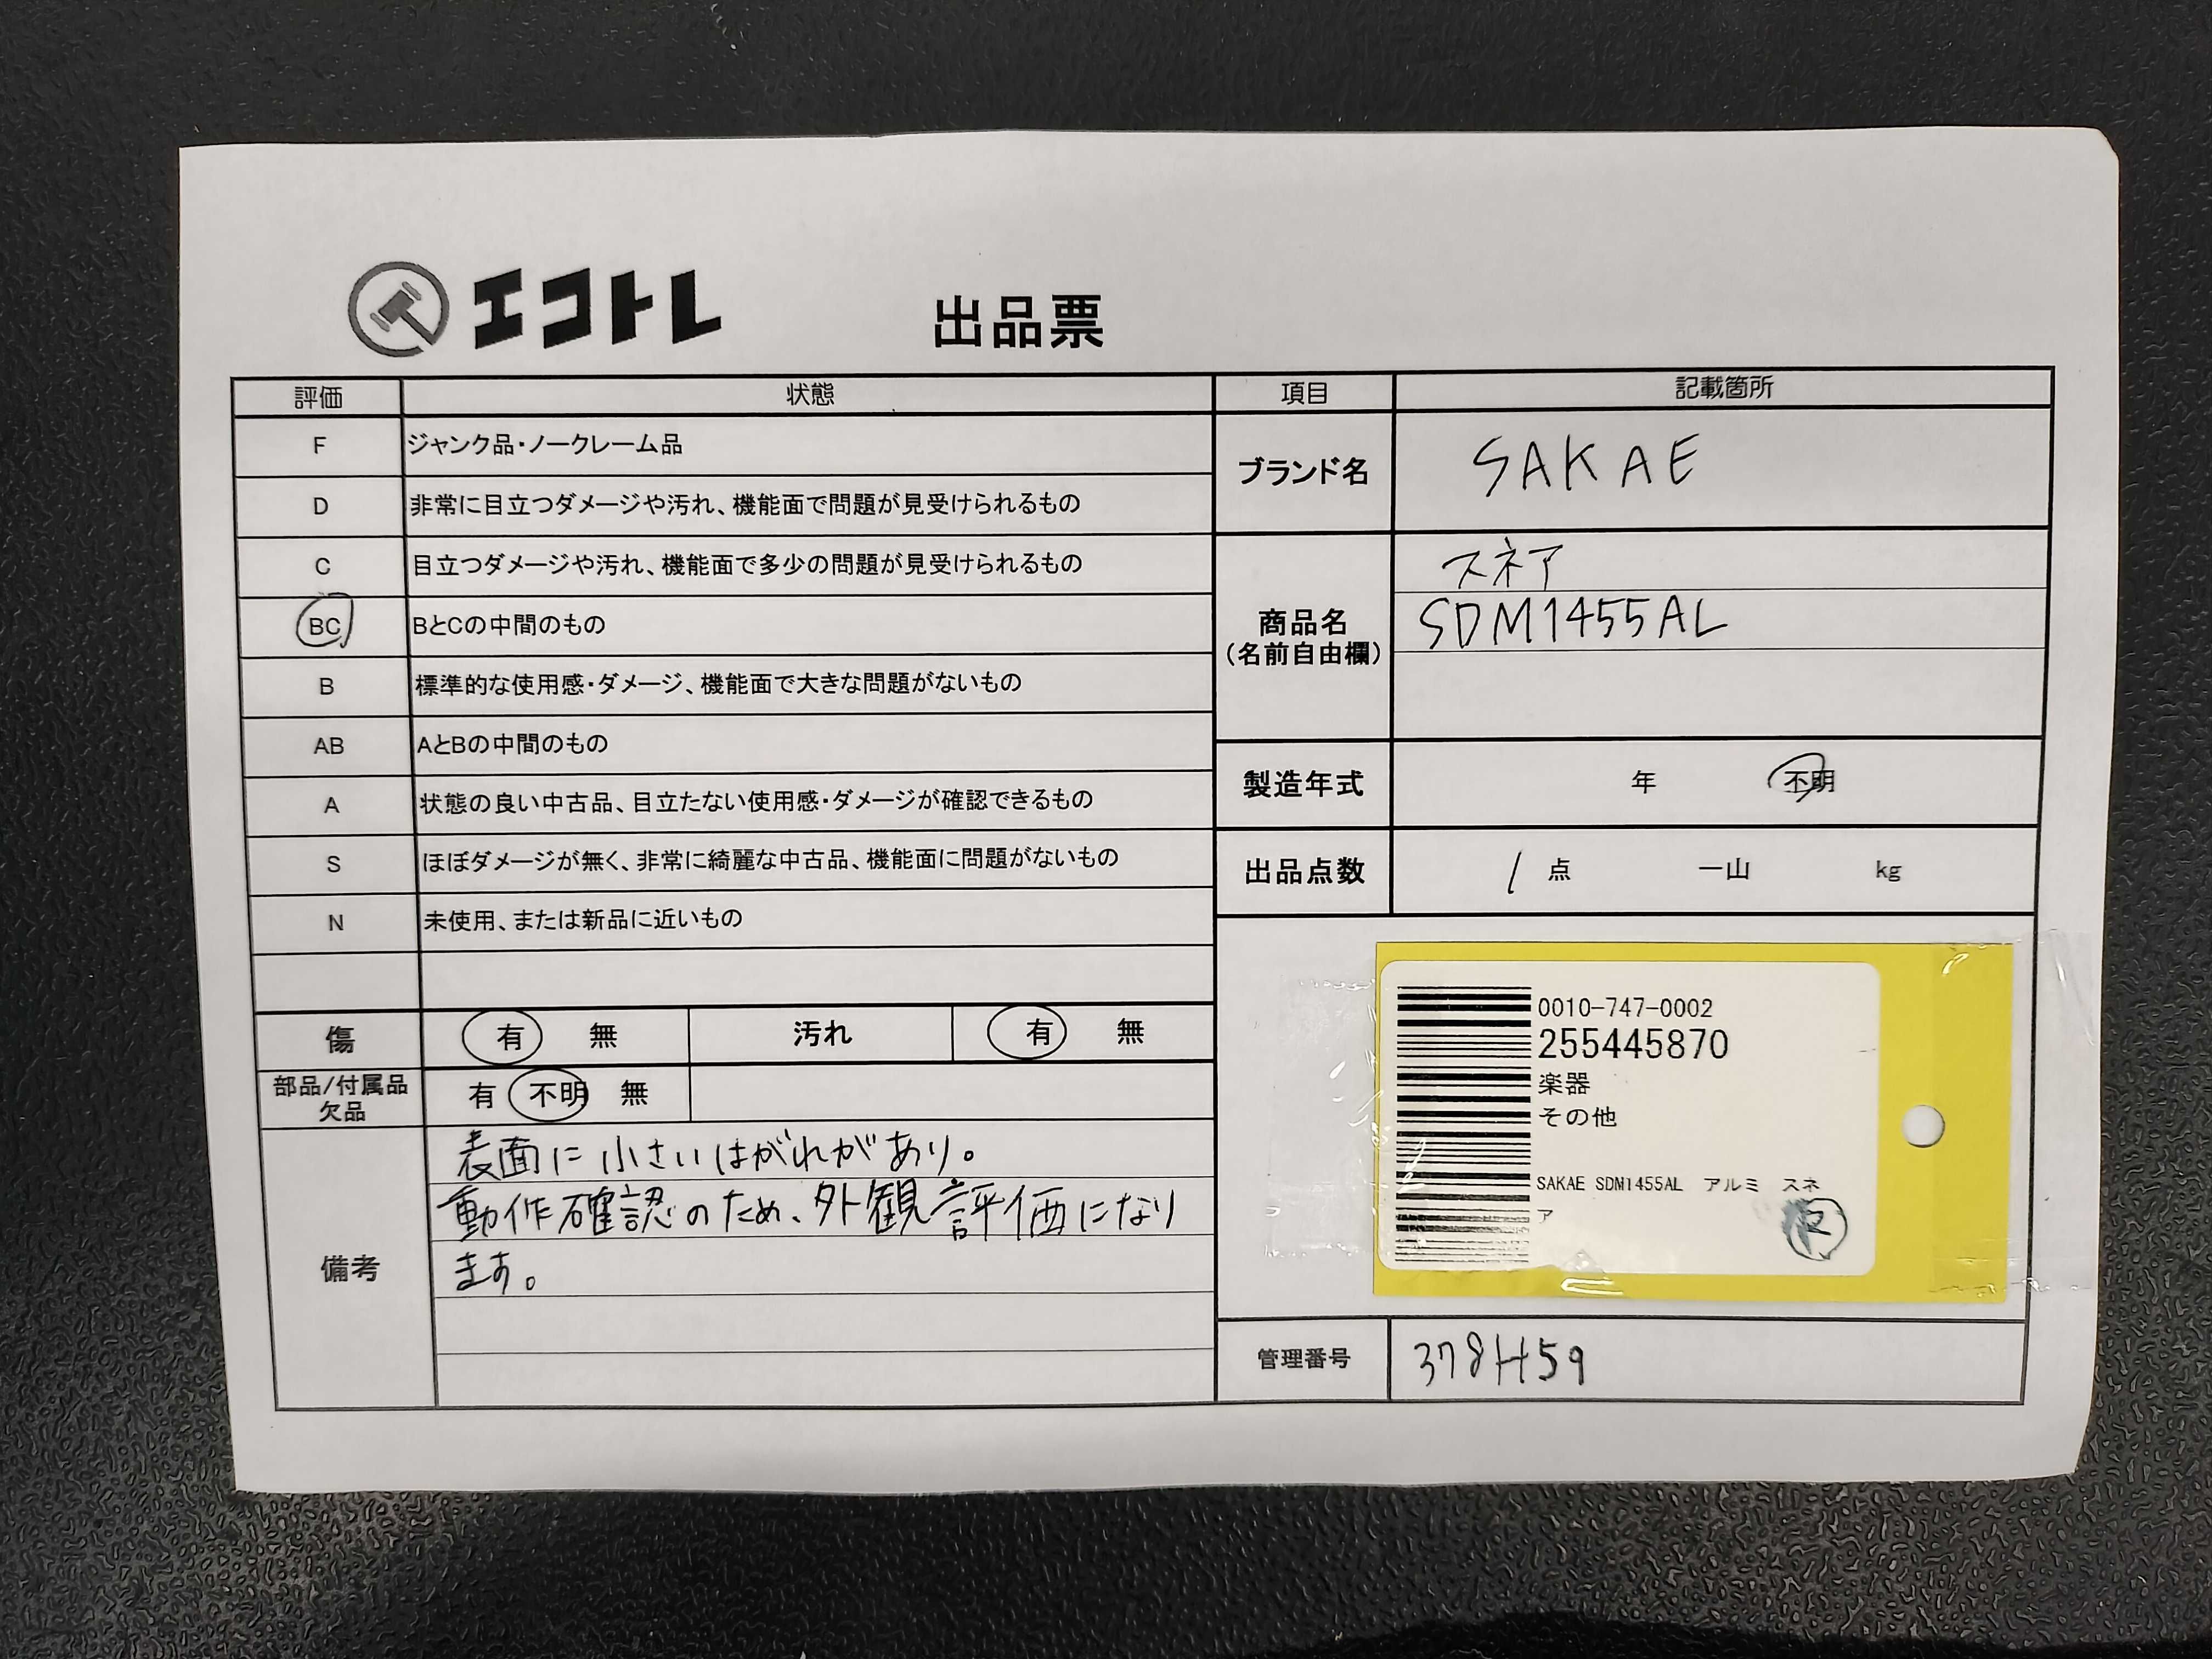 エコトレ
出品票
評価 状態
F ジャンク品・ノークレーム品
D 非常に目立つダメージや汚れ、機能面で問題が見受けられるもの
C 目立つダメージや汚れ、機能面で多少の問題が見受けられるもの
BC BとCの中間のもの
B 標準的な使用感・ダメージ、機能面で大きな問題がないもの
AB AとBの中間のもの
A 状態の良い中古品、目立たない使用感・ダメージが確認できるもの
S ほぼダメージが無く、非常に綺麗な中古品、機能面に問題がないもの
N 未使用、または新品に近いもの
傷 有 無 汚れ 有 無
部品/付属品
欠品
有 不明 無
備考
表面に小さいはがれがあり。
動作確認のため、外観評価になり
ます。
項目 記載箇所
ブランド名 SAKAE
商品名
(名前自由欄)
スネア
SDM1455AL
製造年式 年 不明
出品点数 1 点 一山 kg
0010-747-0002
255445870
楽器
その他
SAKAE SDM1455AL アルミ スネ
ア
管理番号 378H59